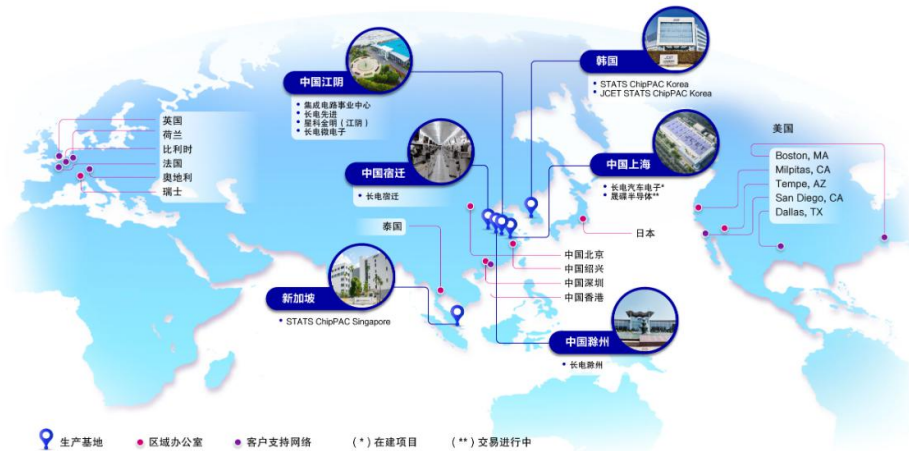 中国江阴
• 集成电路事业中心
• 长电先进
• 星科金朋（江阴）
• 长电微电子
韩国
• STATS ChipPAC Korea
• JCET STATS ChipPAC Korea
英国
荷兰
比利时
法国
奥地利
瑞士
中国宿迁
• 长电宿迁
中国上海
• 长电汽车电子*
• 晟碟半导体**
美国
Boston, MA
Milpitas, CA
Tempe, AZ
San Diego, CA
Dallas, TX
泰国
日本
中国北京
中国绍兴
中国深圳
中国香港
新加坡
• STATS ChipPAC Singapore
中国滁州
• 长电滁州
生产基地
区域办公室
客户支持网络
(*)在建项目
(**)交易进行中